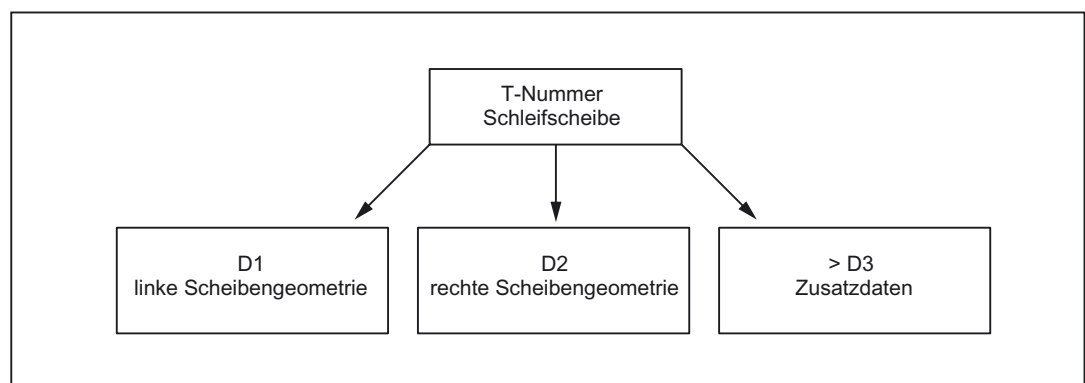 T-Nummer
Schleifscheibe
D1
linke Scheibengeometrie
D2
rechte Scheibengeometrie
> D3
Zusatzdaten